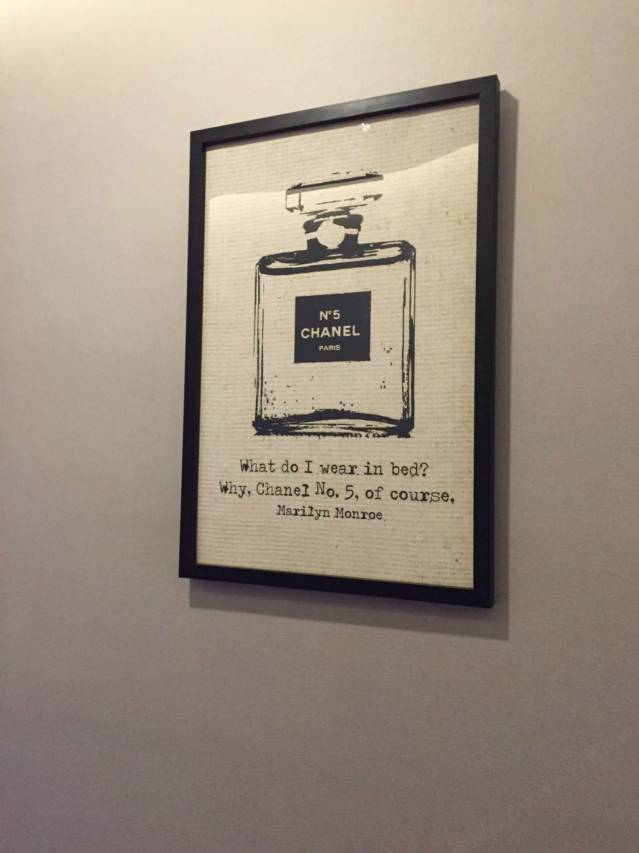 N°5
CHANEL
PARIS
What do I wear in bed?
Why, Chanel No. 5, of course.
Marilyn Monroe